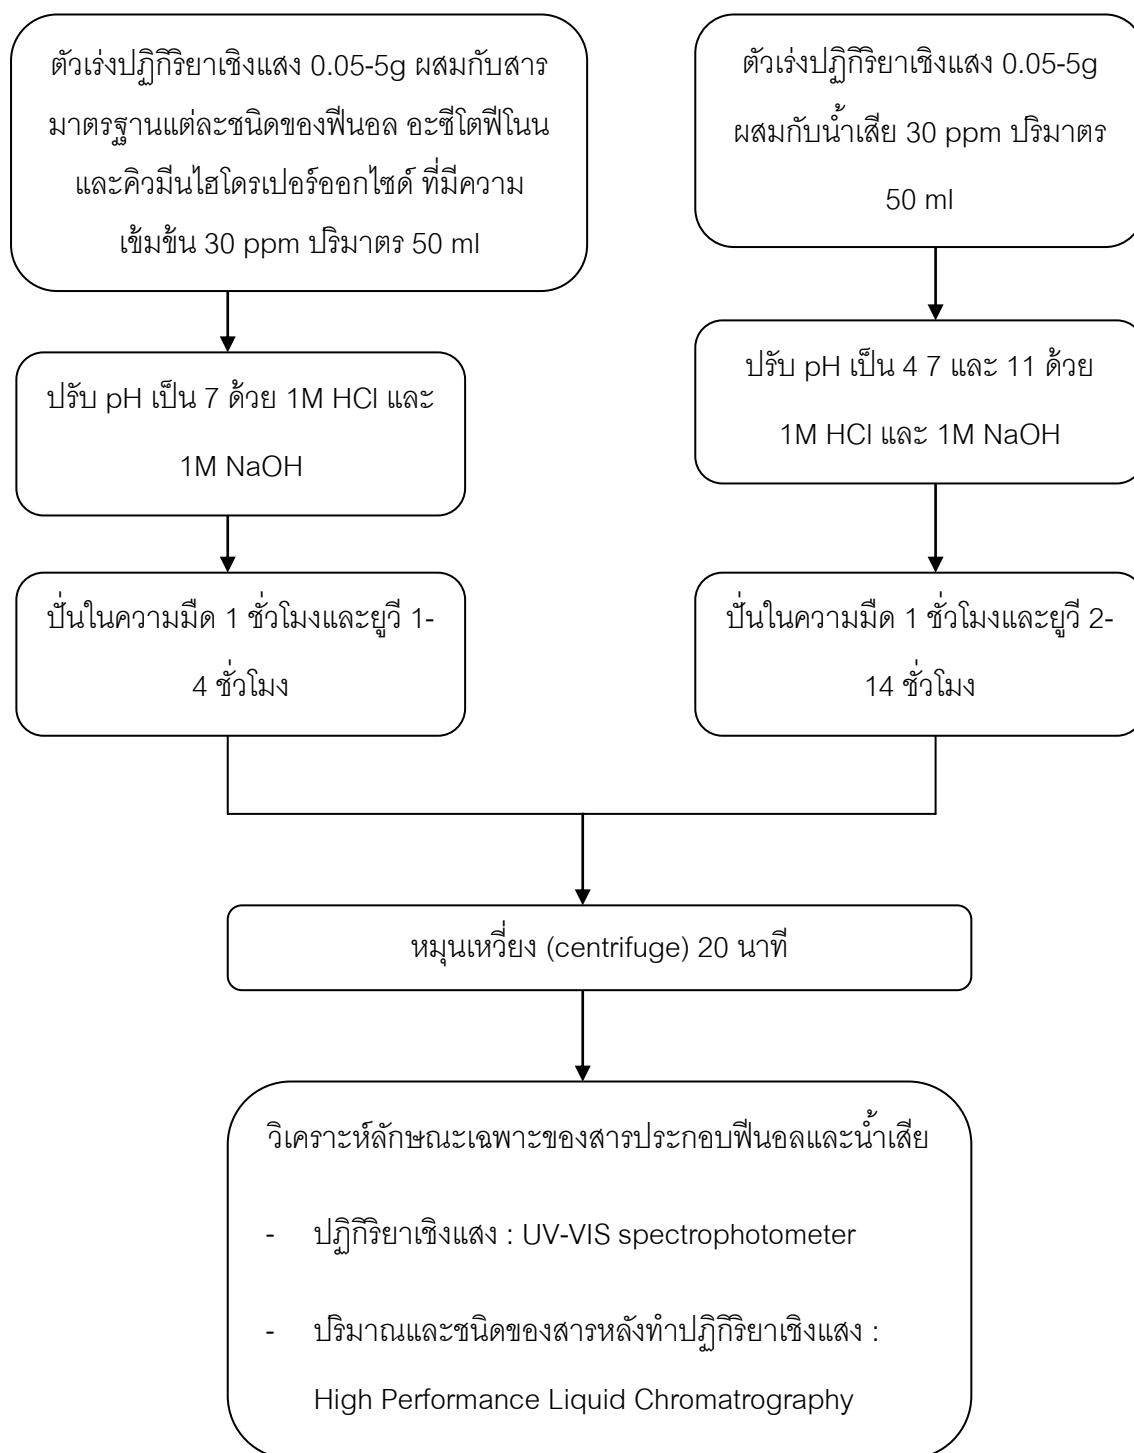 ตัวเร่งปฏิกิริยาเชิงแสง 0.05-5g ผสมกับสาร
มาตรฐานแต่ละชนิดของฟีนอล อะซีโตฟีโนน
และคิวมีนไฮโดรเปอร์ออกไซด์ ที่มีความ
เข้มข้น 30 ppm ปริมาตร 50 ml
ปรับ pH เป็น 7 ด้วย 1M HCl และ
1M NaOH
ปั่นในความมืด 1 ชั่วโมงและยูวี 1-
4 ชั่วโมง
ตัวเร่งปฏิกิริยาเชิงแสง 0.05-5g
ผสมกับน้ำเสีย 30 ppm ปริมาตร
50 ml
ปรับ pH เป็น 4 7 และ 11 ด้วย
1M HCl และ 1M NaOH
ปั่นในความมืด 1 ชั่วโมงและยูวี 2-
14 ชั่วโมง
หมุนเหวี่ยง (centrifuge) 20 นาที
วิเคราะห์ลักษณะเฉพาะของสารประกอบฟีนอลและน้ำเสีย
- ปฏิกิริยาเชิงแสง : UV-VIS spectrophotometer
- ปริมาณและชนิดของสารหลังทำปฏิกิริยาเชิงแสง :
High Performance Liquid Chromatrography